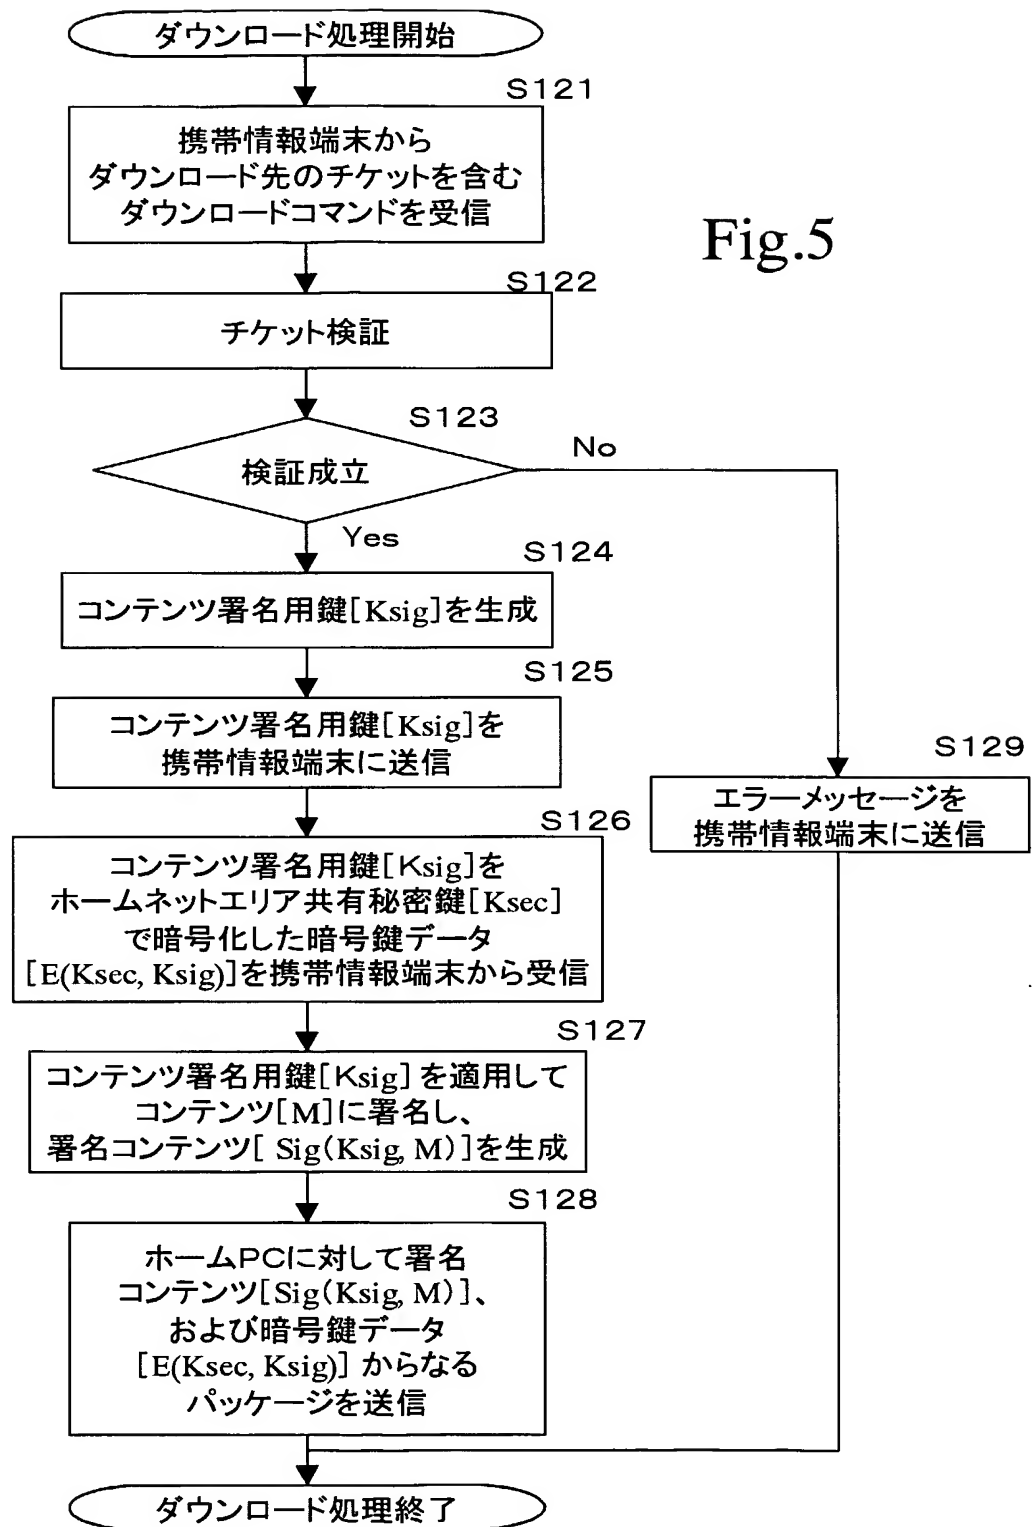 ダウンロード処理開始
S121
携帯情報端末から
ダウンロード先のチケットを含む
ダウンロードコマンドを受信
Fig.5
S122
チケット検証
S123
検証成立
No
Yes
S124
コンテンツ署名用鍵[Ksig]を生成
S125
コンテンツ署名用鍵[Ksig]を
携帯情報端末に送信
S129
エラーメッセージを
携帯情報端末に送信
S126
コンテンツ署名用鍵[Ksig]を
ホームネットエリア共有秘密鍵[Ksec]
で暗号化した暗号鍵データ
[E(Ksec, Ksig)]を携帯情報端末から受信
S127
コンテンツ署名用鍵[Ksig]を適用して
コンテンツ[M]に署名し、
署名コンテンツ[ Sig(Ksig, M)]を生成
S128
ホームPCに対して署名
コンテンツ[Sig(Ksig, M)]、
および暗号鍵データ
[E(Ksec, Ksig)] からなる
パッケージを送信
ダウンロード処理終了